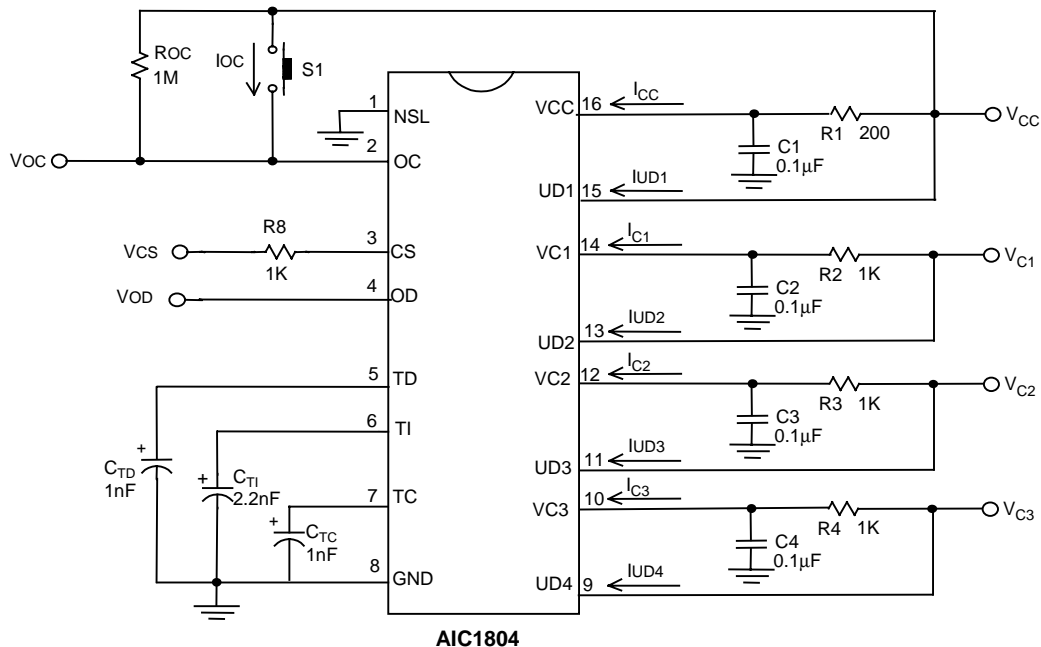 ROC
1M
IOC
S1
VOC
1
NSL
2
OC
R8
VCS
1K
3
CS
VOD
4
OD
5
TD
6
TI
7
TC
8
GND
+
CTD
1nF
+
CTI
2.2nF
+
CTC
1nF
VCC
16
ICC
R1
200
VCC
C1
0.1μF
UD1
15
IUD1
VC1
14
IC1
R2
1K
VC1
C2
0.1μF
UD2
13
IUD2
VC2
12
IC2
R3
1K
VC2
C3
0.1μF
UD3
11
IUD3
VC3
10
IC3
R4
1K
VC3
C4
0.1μF
UD4
9
IUD4
AIC1804